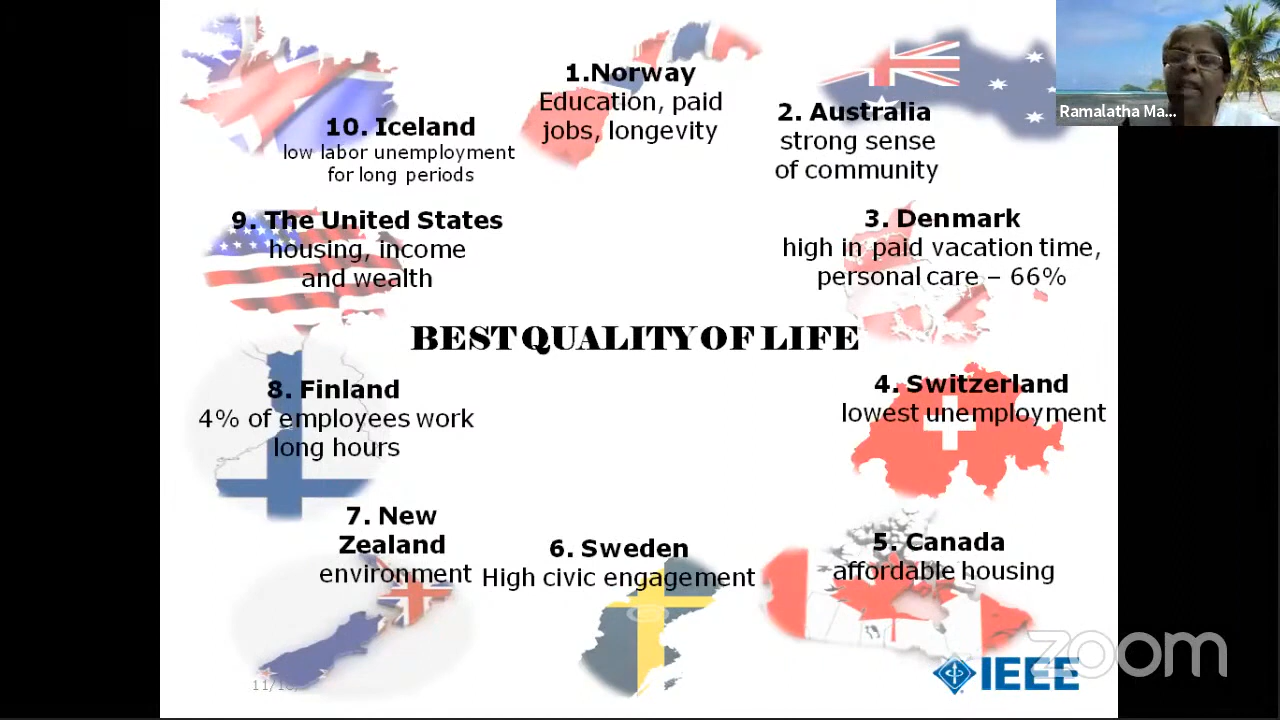 1.Norway
Education, paid
jobs, longevity
2. Australia
strong sense
of community
3. Denmark
high in paid vacation time,
personal care – 66%
4. Switzerland
lowest unemployment
5. Canada
affordable housing
6. Sweden
High civic engagement
7. New
Zealand
environment
8. Finland
4% of employees work
long hours
9. The United States
housing, income
and wealth
10. Iceland
low labor unemployment
for long periods
BEST QUALITY OF LIFE
Ramalatha Ma...
IEEE
zoom